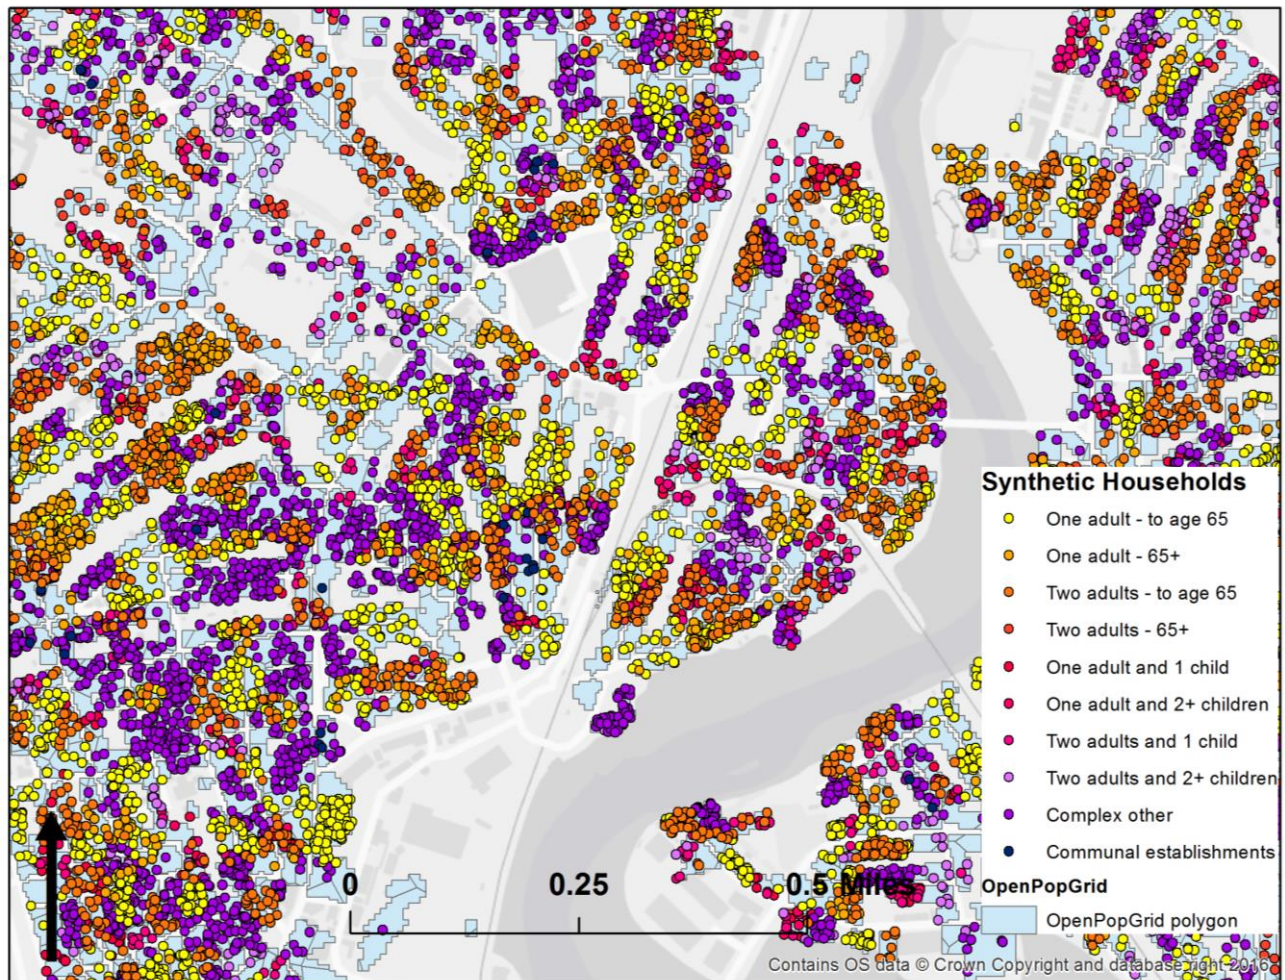 Synthetic Households
One adult - to age 65
One adult - 65+
Two adults - to age 65
Two adults - 65+
One adult and 1 child
One adult and 2+ children
Two adults and 1 child
Two adults and 2+ children
Complex other
Communal establishments
OpenPopGrid
OpenPopGrid polygon
0 0.25 0.5 Miles
Contains OS data © Crown Copyright and database right 2016